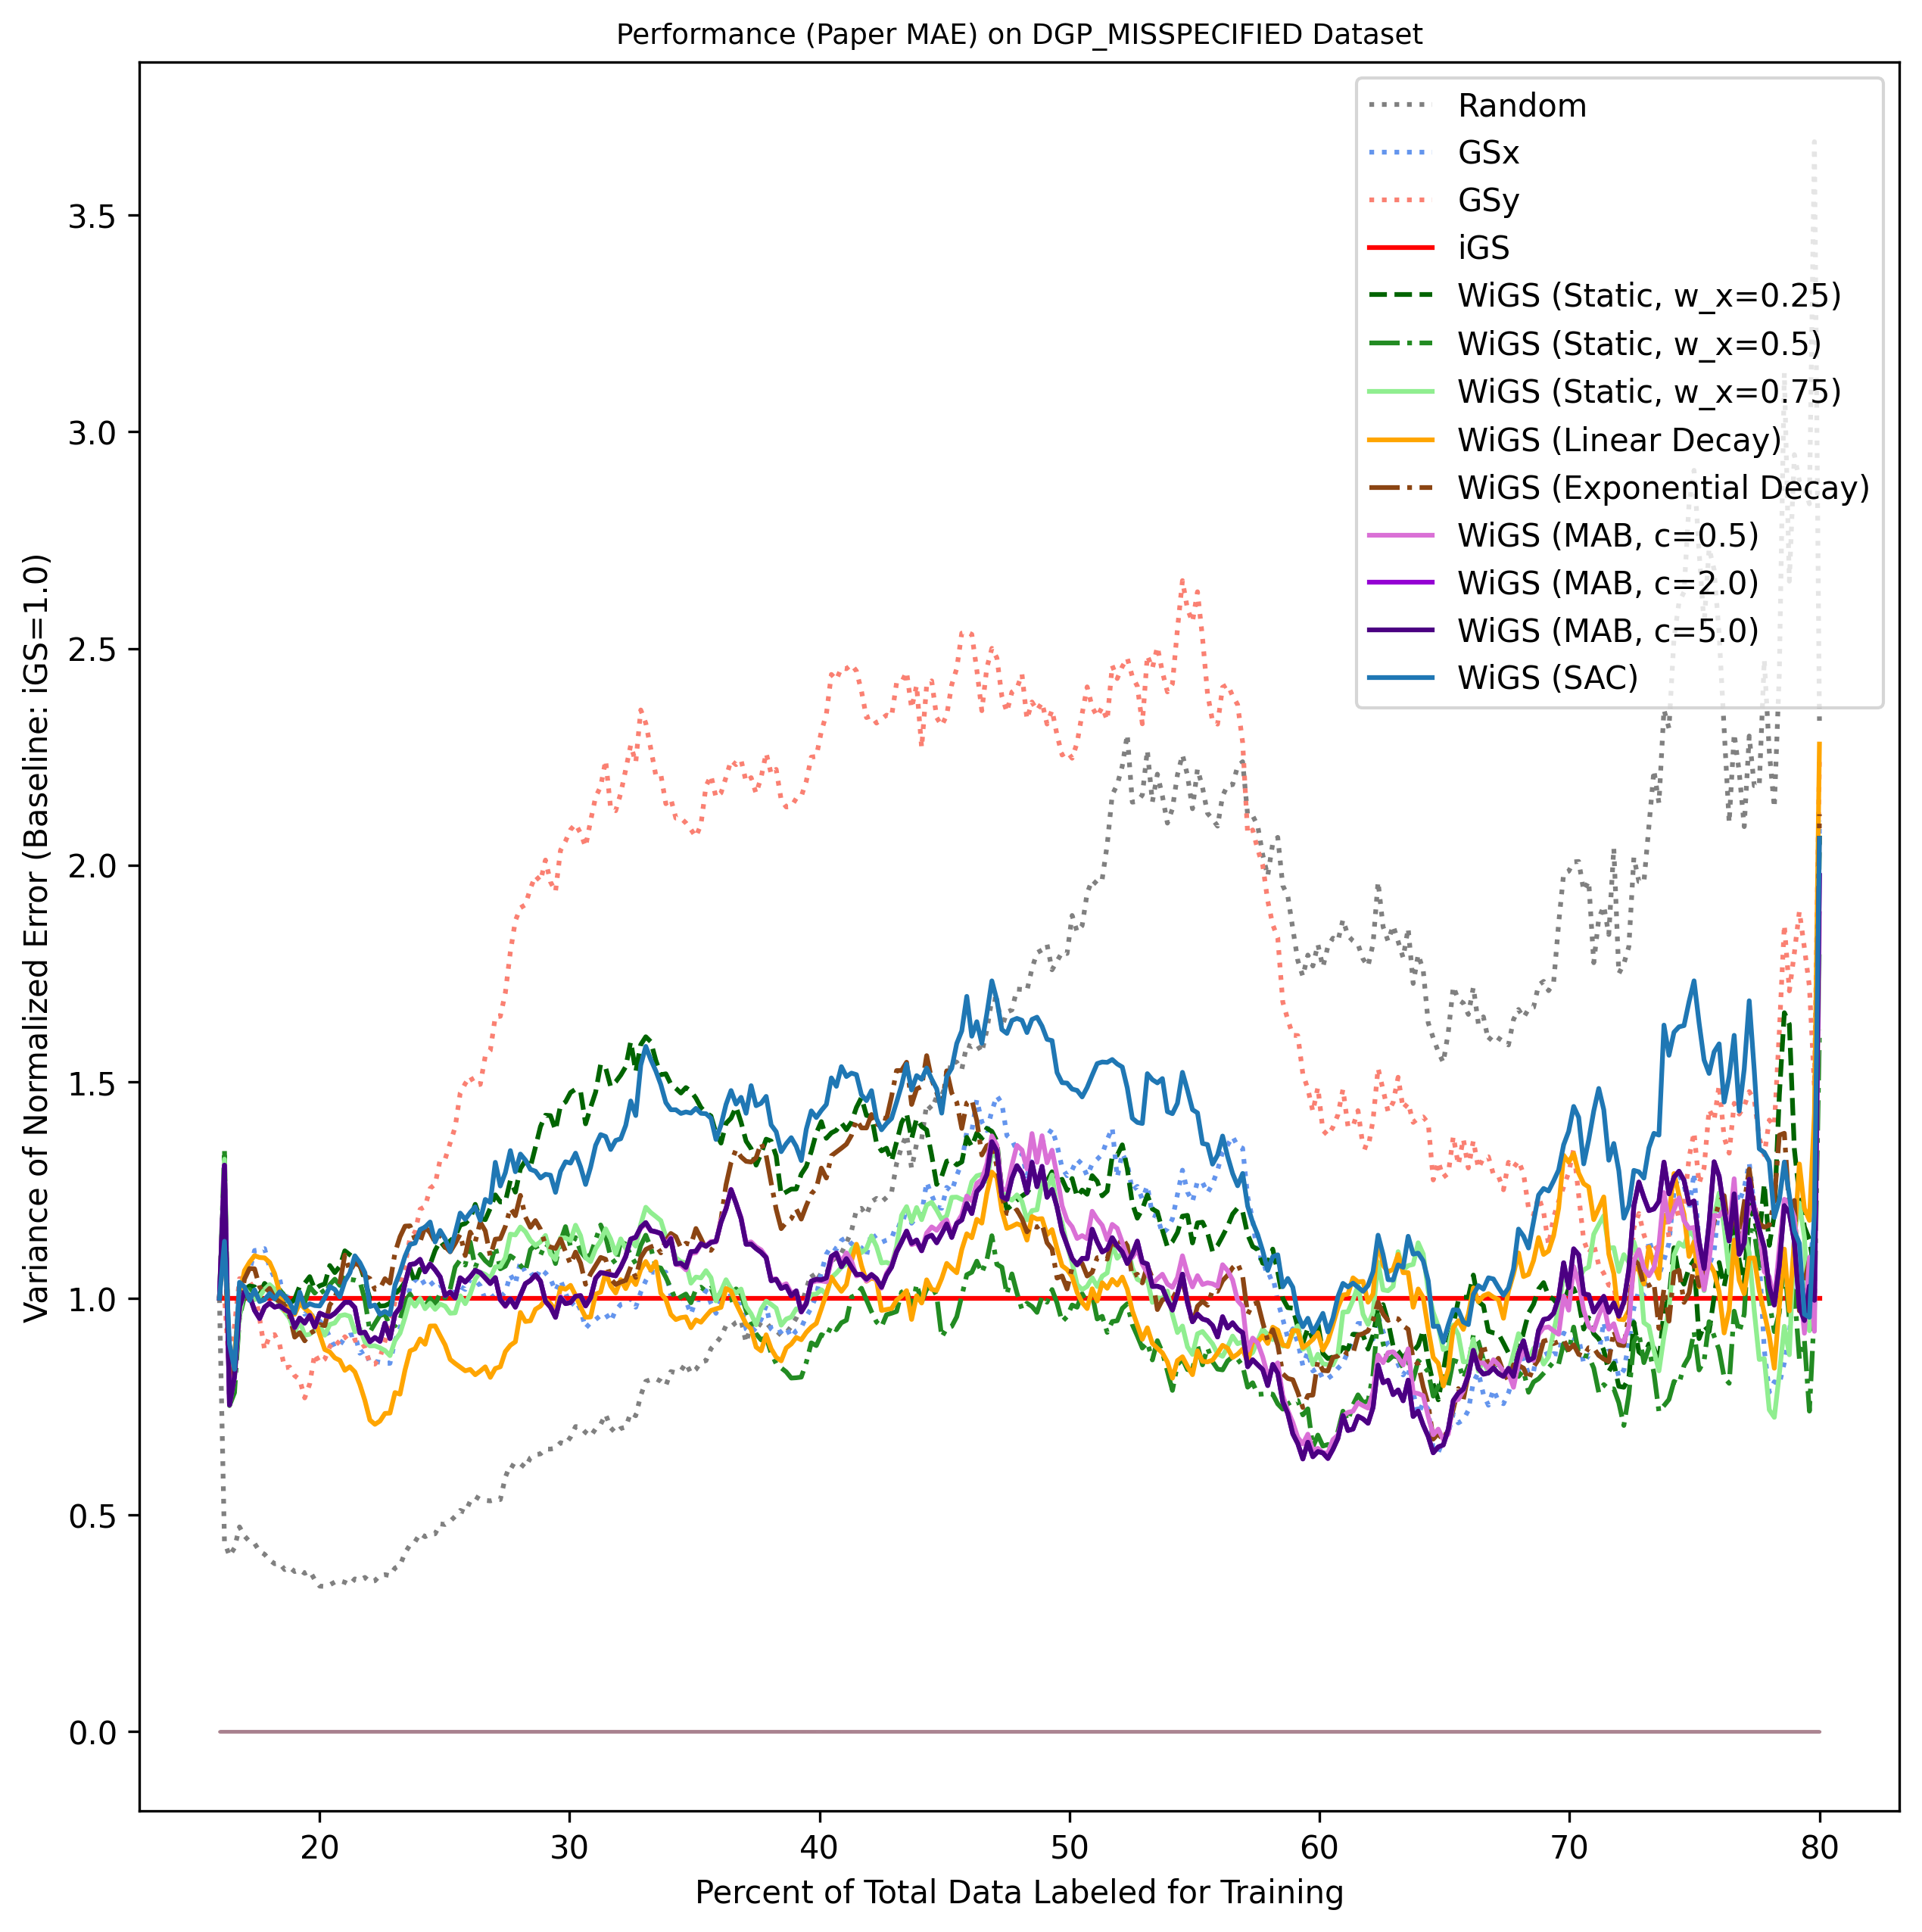 Performance (Paper MAE) on DGP_MISSPECIFIED Dataset
Variance of Normalized Error (Baseline: iGS=1.0)
3.5
3.0
2.5
2.0
1.5
1.0
0.5
0.0
Random
GSx
GSy
iGS
WiGS (Static, w_x=0.25)
WiGS (Static, w_x=0.5)
WiGS (Static, w_x=0.75)
WiGS (Linear Decay)
WiGS (Exponential Decay)
WiGS (MAB, c=0.5)
WiGS (MAB, c=2.0)
WiGS (MAB, c=5.0)
WiGS (SAC)
20 30 40 50 60 70 80
Percent of Total Data Labeled for Training